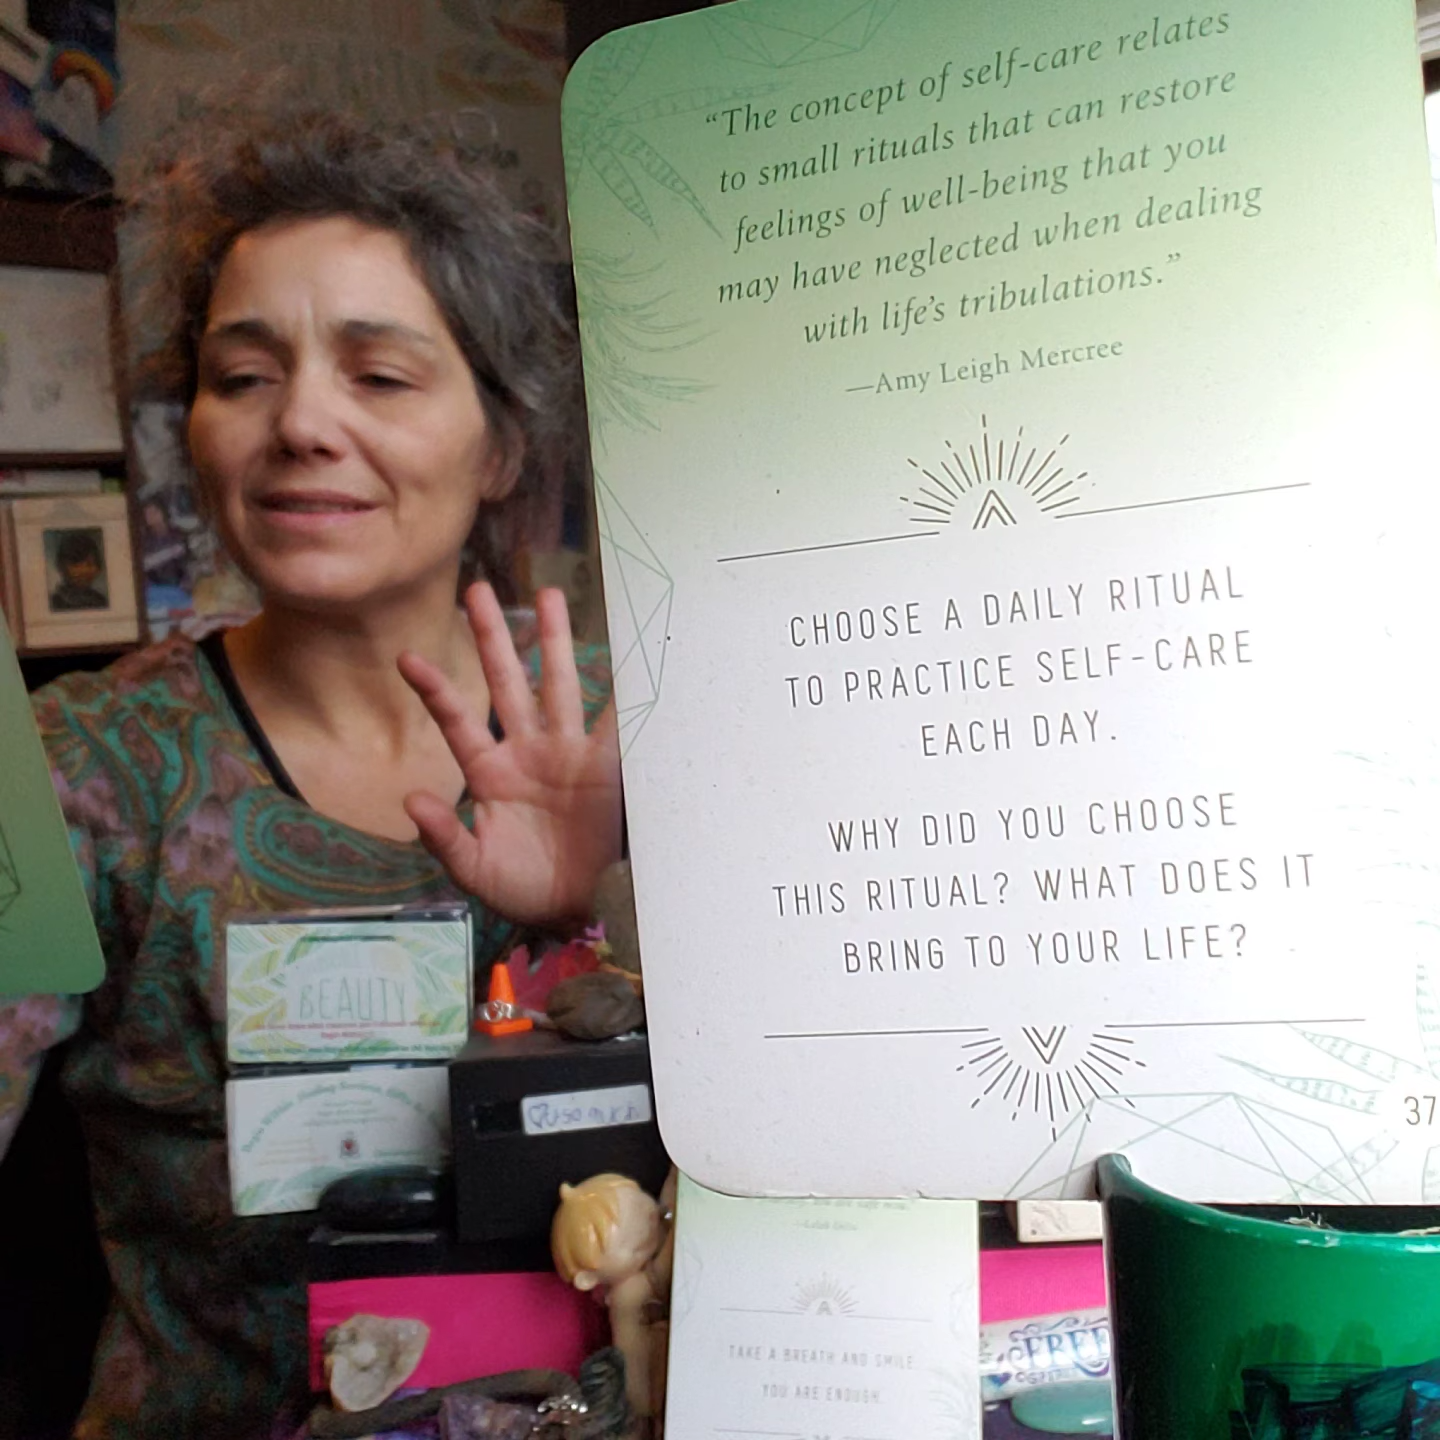 “The concept of self-care relates
to small rituals that can restore
feelings of well-being that you
may have neglected when dealing
with life’s tribulations.”
—Amy Leigh Mercree
CHOOSE A DAILY RITUAL
TO PRACTICE SELF-CARE
EACH DAY.
WHY DID YOU CHOOSE
THIS RITUAL? WHAT DOES IT
BRING TO YOUR LIFE?
37
BEAUTY
TAKE A BREATH AND SMILE
YOU ARE ENOUGH
FREE